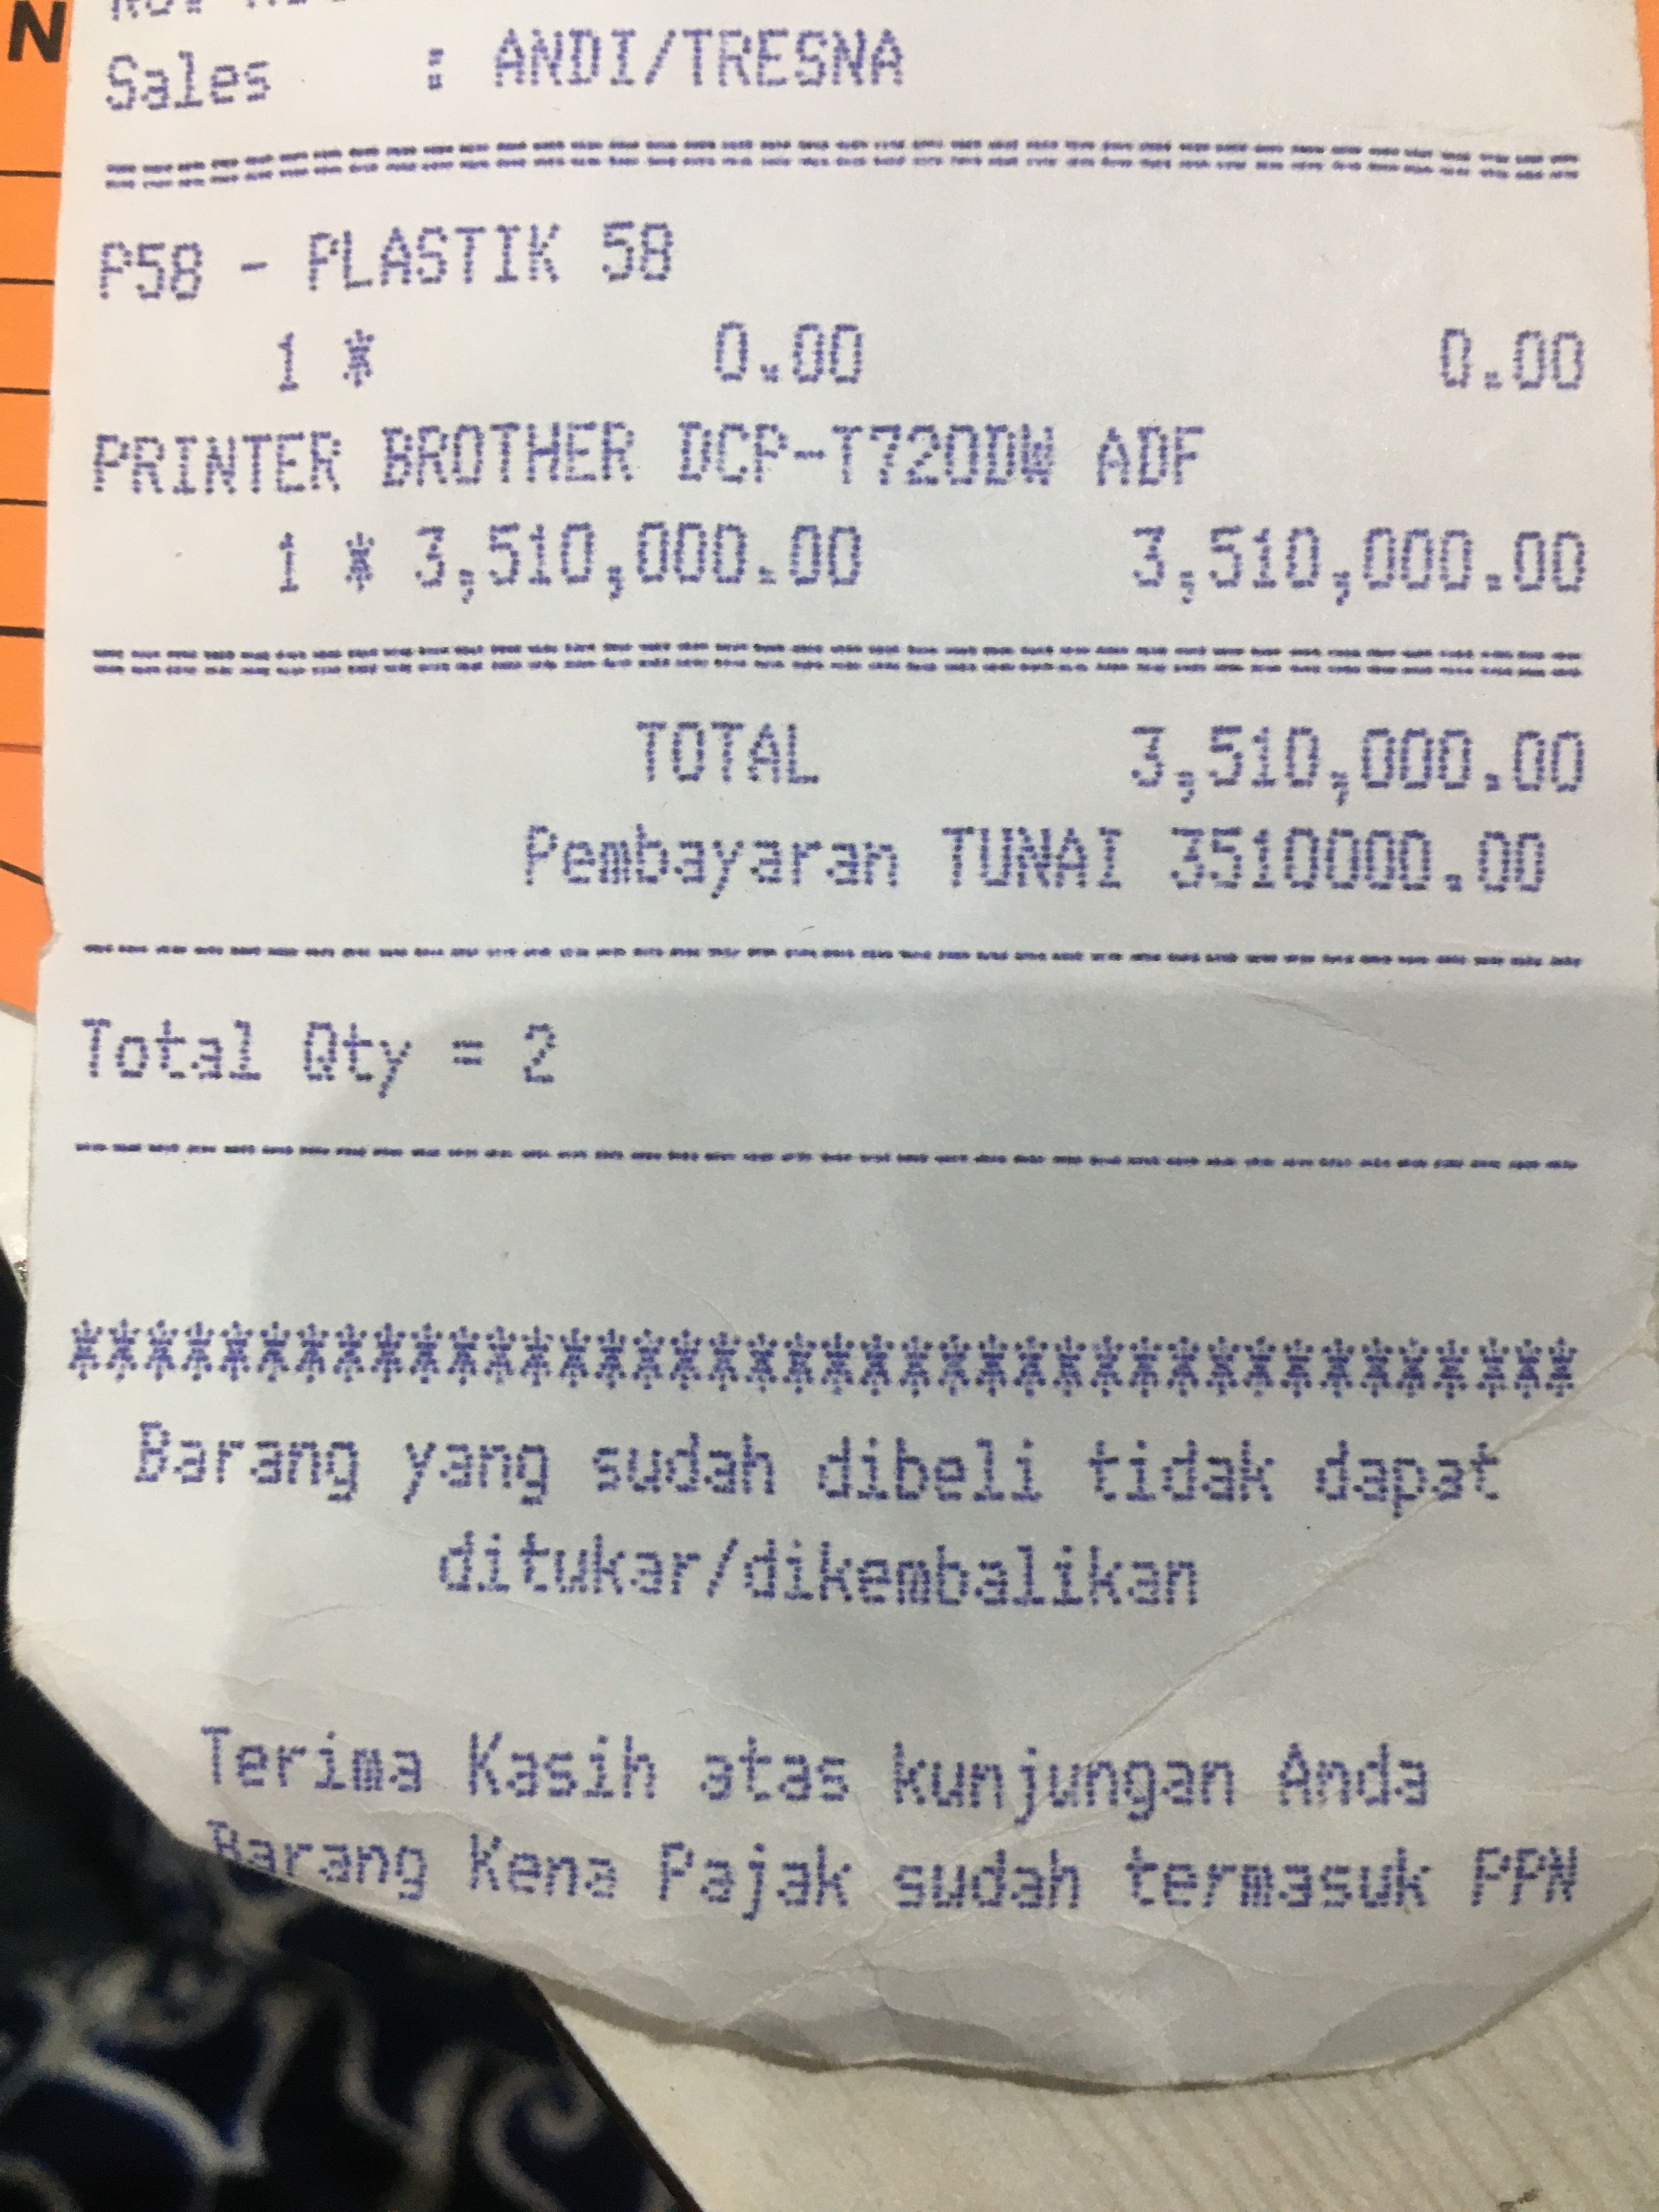 N
Sales : ANDI/TRESNA
P58 - PLASTIK 58
1 * 0.00 0.00
PRINTER BROTHER DCP-T720DW ADF
1 * 3,510,000.00 3,510,000.00
TOTAL 3,510,000.00
Pembayaran TUNAI 3510000.00
Total Qty = 2
****************************************
Barang yang sudah dibeli tidak dapat
ditukar/dikembalikan
Terima Kasih atas kunjungan Anda
Barang Kena Pajak sudah termasuk PPN